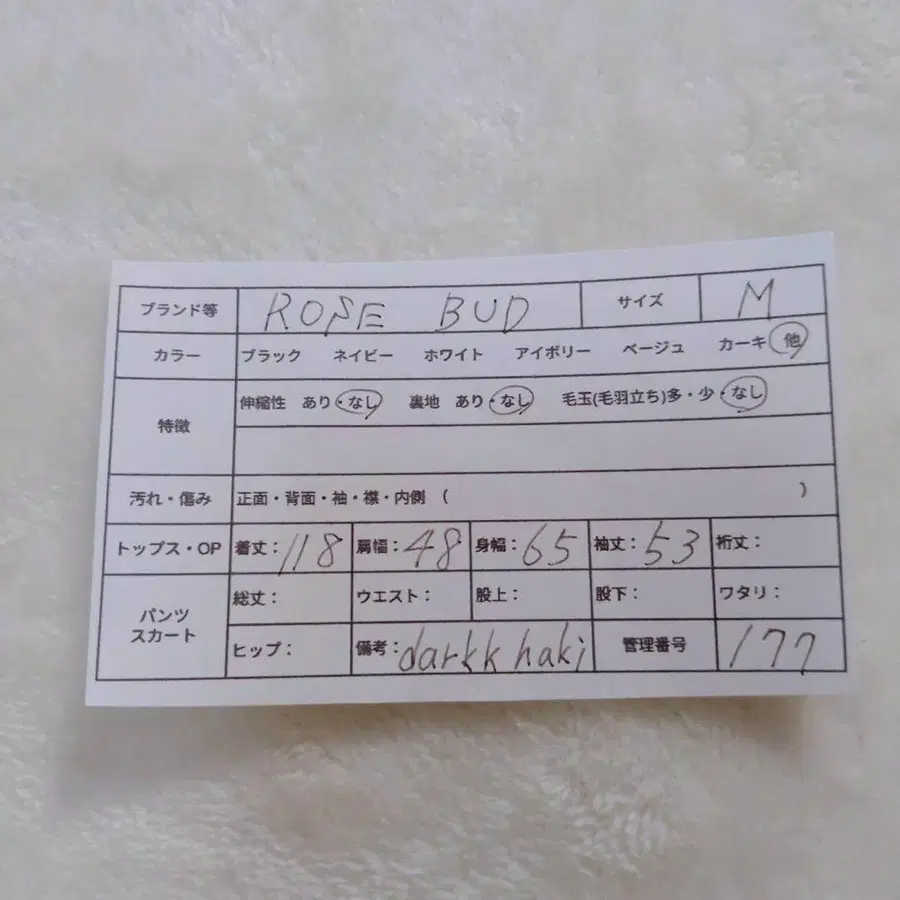 ブランド等 ROSE BUD サイズ M
カラー ブラック ネイビー ホワイト アイボリー ベージュ カーキ 他
特徴 伸縮性 あり・なし 裏地 あり・なし 毛玉(毛羽立ち)多・少・なし
汚れ・傷み 正面・背面・袖・襟・内側 ( )
トップス・OP 着丈:118 肩幅:48 身幅:65 袖丈:53 裄丈:
パンツ スカート 総丈: ウエスト: 股上: 股下: ワタリ:
ヒップ: 備考:darkk haki 管理番号 177